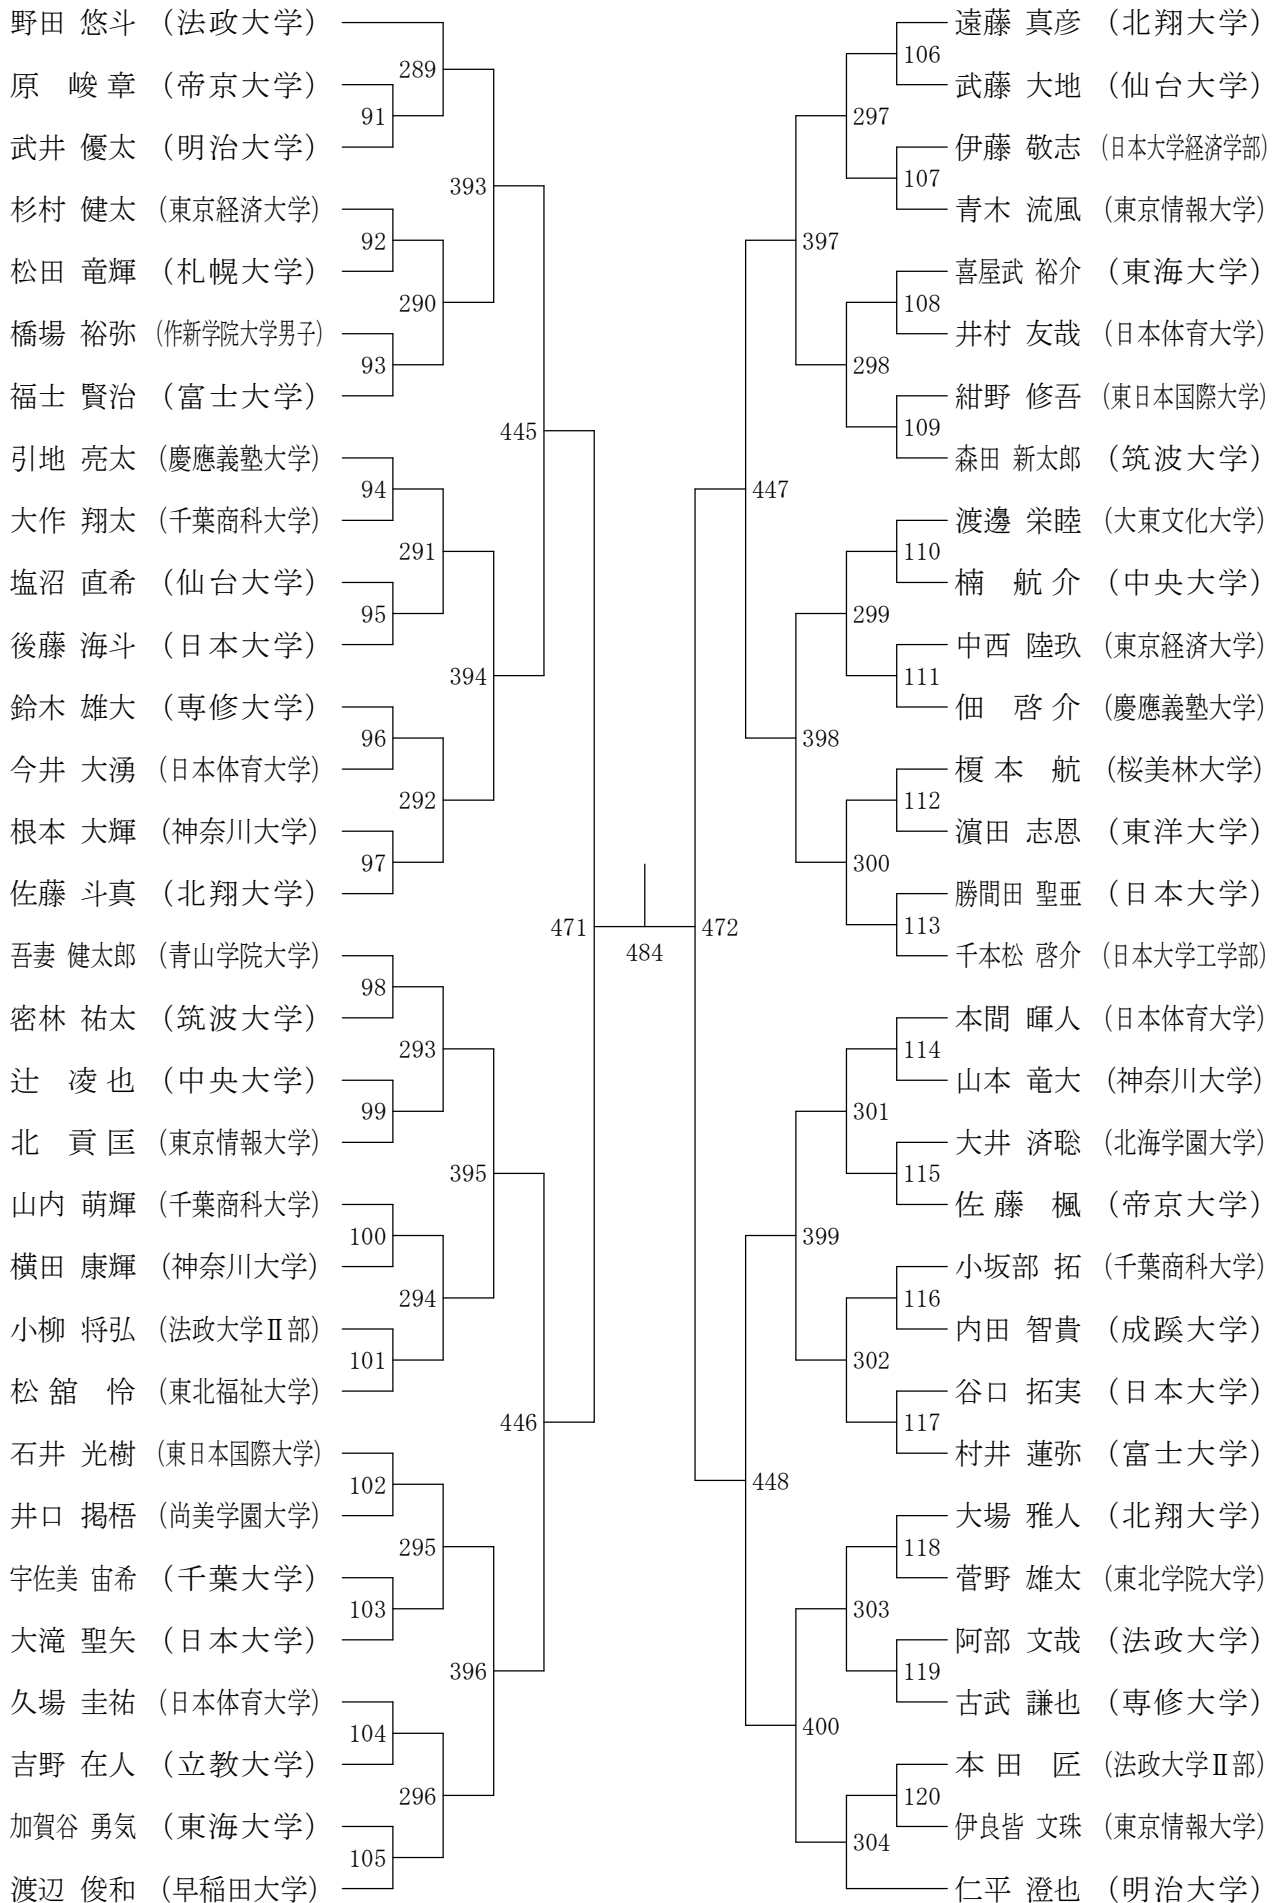 野田 悠斗 (法政大学)
原 峻章 (帝京大学)
武井 優太 (明治大学)
杉村 健太 (東京経済大学)
松田 竜輝 (札幌大学)
橋場 裕弥 (作新学院大学男子)
福士 賢治 (富士大学)
引地 亮太 (慶應義塾大学)
大作 翔太 (千葉商科大学)
塩沼 直希 (仙台大学)
後藤 海斗 (日本大学)
鈴木 雄大 (専修大学)
今井 大湧 (日本体育大学)
根本 大輝 (神奈川大学)
佐藤 斗真 (北翔大学)
吾妻 健太郎 (青山学院大学)
密林 祐太 (筑波大学)
辻 凌也 (中央大学)
北 貢匡 (東京情報大学)
山内 萌輝 (千葉商科大学)
横田 康輝 (神奈川大学)
小柳 将弘 (法政大学Ⅱ部)
松舘 怜 (東北福祉大学)
石井 光樹 (東日本国際大学)
井口 掲梧 (尚美学園大学)
宇佐美 宙希 (千葉大学)
大滝 聖矢 (日本大学)
久場 圭祐 (日本体育大学)
吉野 在人 (立教大学)
加賀谷 勇気 (東海大学)
渡辺 俊和 (早稲田大学)
91
92
93
94
95
96
97
98
99
100
101
102
103
104
105
289
290
291
292
293
294
295
296
393
394
395
396
445
446
471
484
472
447
448
397
398
399
400
297
298
299
300
301
302
303
304
106
107
108
109
110
111
112
113
114
115
116
117
118
119
120
遠藤 真彦 (北翔大学)
武藤 大地 (仙台大学)
伊藤 敬志 (日本大学経済学部)
青木 流風 (東京情報大学)
喜屋武 裕介 (東海大学)
井村 友哉 (日本体育大学)
紺野 修吾 (東日本国際大学)
森田 新太郎 (筑波大学)
渡邊 栄睦 (大東文化大学)
楠 航介 (中央大学)
中西 陸玖 (東京経済大学)
佃 啓介 (慶應義塾大学)
榎本 航 (桜美林大学)
濵田 志恩 (東洋大学)
勝間田 聖亜 (日本大学)
千本松 啓介 (日本大学工学部)
本間 暉人 (日本体育大学)
山本 竜大 (神奈川大学)
大井 済聡 (北海学園大学)
佐藤 楓 (帝京大学)
小坂部 拓 (千葉商科大学)
内田 智貴 (成蹊大学)
谷口 拓実 (日本大学)
村井 蓮弥 (富士大学)
大場 雅人 (北翔大学)
菅野 雄太 (東北学院大学)
阿部 文哉 (法政大学)
古武 謙也 (専修大学)
本田 匠 (法政大学Ⅱ部)
伊良皆 文珠 (東京情報大学)
仁平 澄也 (明治大学)